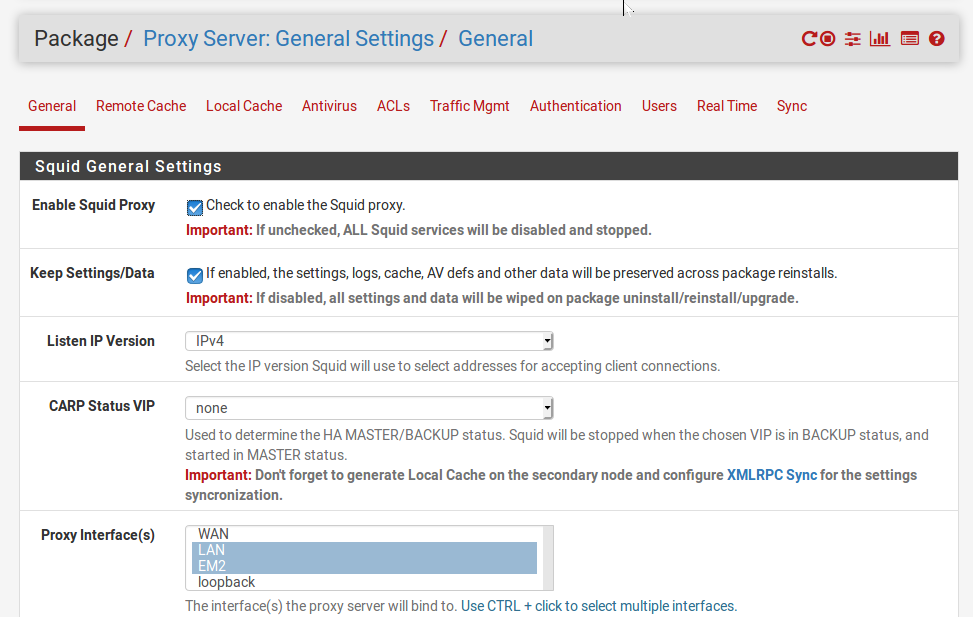 Package / Proxy Server: General Settings / General
General Remote Cache Local Cache Antivirus ACLs Traffic Mgmt Authentication Users Real Time Sync
Squid General Settings
Enable Squid Proxy Check to enable the Squid proxy.
Important: If unchecked, ALL Squid services will be disabled and stopped.
Keep Settings/Data If enabled, the settings, logs, cache, AV defs and other data will be preserved across package reinstalls.
Important: If disabled, all settings and data will be wiped on package uninstall/reinstall/upgrade.
Listen IP Version IPv4
Select the IP version Squid will use to select addresses for accepting client connections.
CARP Status VIP none
Used to determine the HA MASTER/BACKUP status. Squid will be stopped when the chosen VIP is in BACKUP status, and
started in MASTER status.
Important: Don't forget to generate Local Cache on the secondary node and configure XMLRPC Sync for the settings
syncronization.
Proxy Interface(s) WAN
LAN
EM2
loopback
The interface(s) the proxy server will bind to. Use CTRL + click to select multiple interfaces.